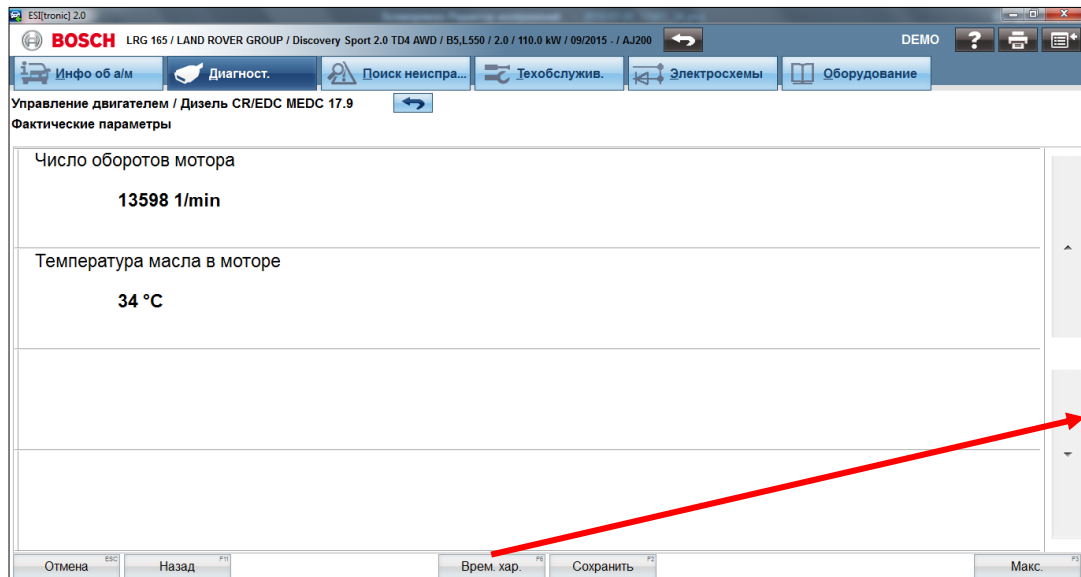 ESI[tronic] 2.0
BOSCH LRG 165 / LAND ROVER GROUP / Discovery Sport 2.0 TD4 AWD / B5,L550 / 2.0 / 110.0 kW / 09/2015 - / AJ200 DEMO ?
Инфо об а/м Диагност. Поиск неиспра... Техобслужив. Электросхемы Оборудование
Управление двигателем / Дизель CR/EDC MEDC 17.9
Фактические параметры
Число оборотов мотора
13598 1/min
Температура масла в моторе
34 °C
Отмена ESC Назад F11 Врем. хар. F6 Сохранить F2 Макс. F3